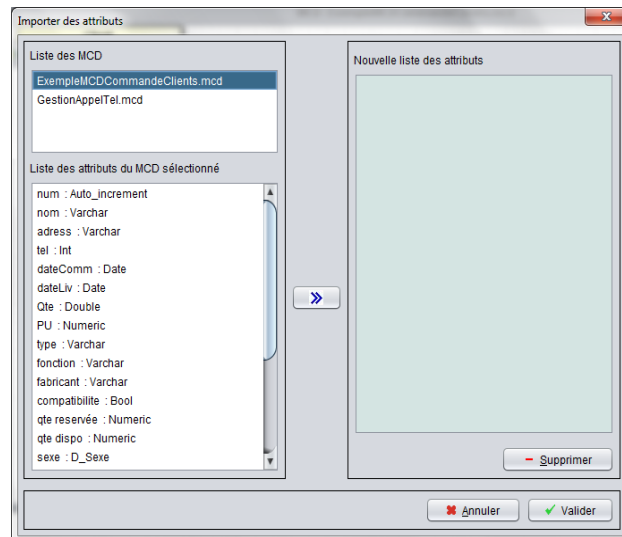 Importer des attributs
Liste des MCD
ExempleMCDCommandeClients.mcd
GestionAppelTel.mcd
Liste des attributs du MCD sélectionné
num : Auto_increment
nom : Varchar
adress : Varchar
tel : Int
dateComm : Date
dateLiv : Date
Qte : Double
PU : Numeric
type : Varchar
fonction : Varchar
fabricant : Varchar
compatibilite : Bool
qte reservée : Numeric
qte dispo : Numeric
sexe : D_Sexe
Nouvelle liste des attributs
Supprimer
Annuler
Valider